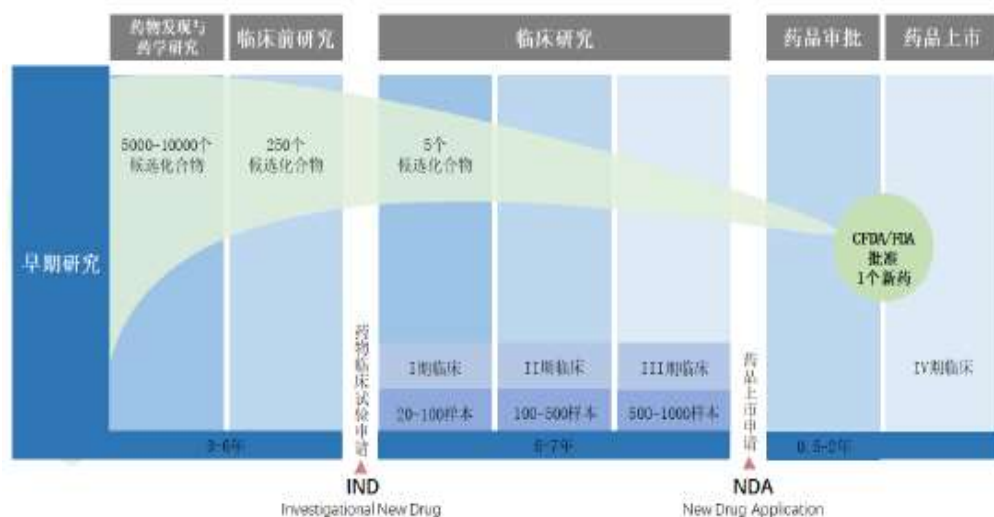 药物发现与
药学研究
临床前研究
临床研究
药品审批
药品上市
早期研究
5000-10000个
候选化合物
250个
候选化合物
5个
候选化合物
CFDA/FDA
批准
1个新药
药物临床试验申请
药品上市申请
I期临床
II期临床
III期临床
IV期临床
20-100样本
100-500样本
500-1000样本
3-6年
6-7年
0.5-2年
IND
Investigational New Drug
NDA
New Drug Application